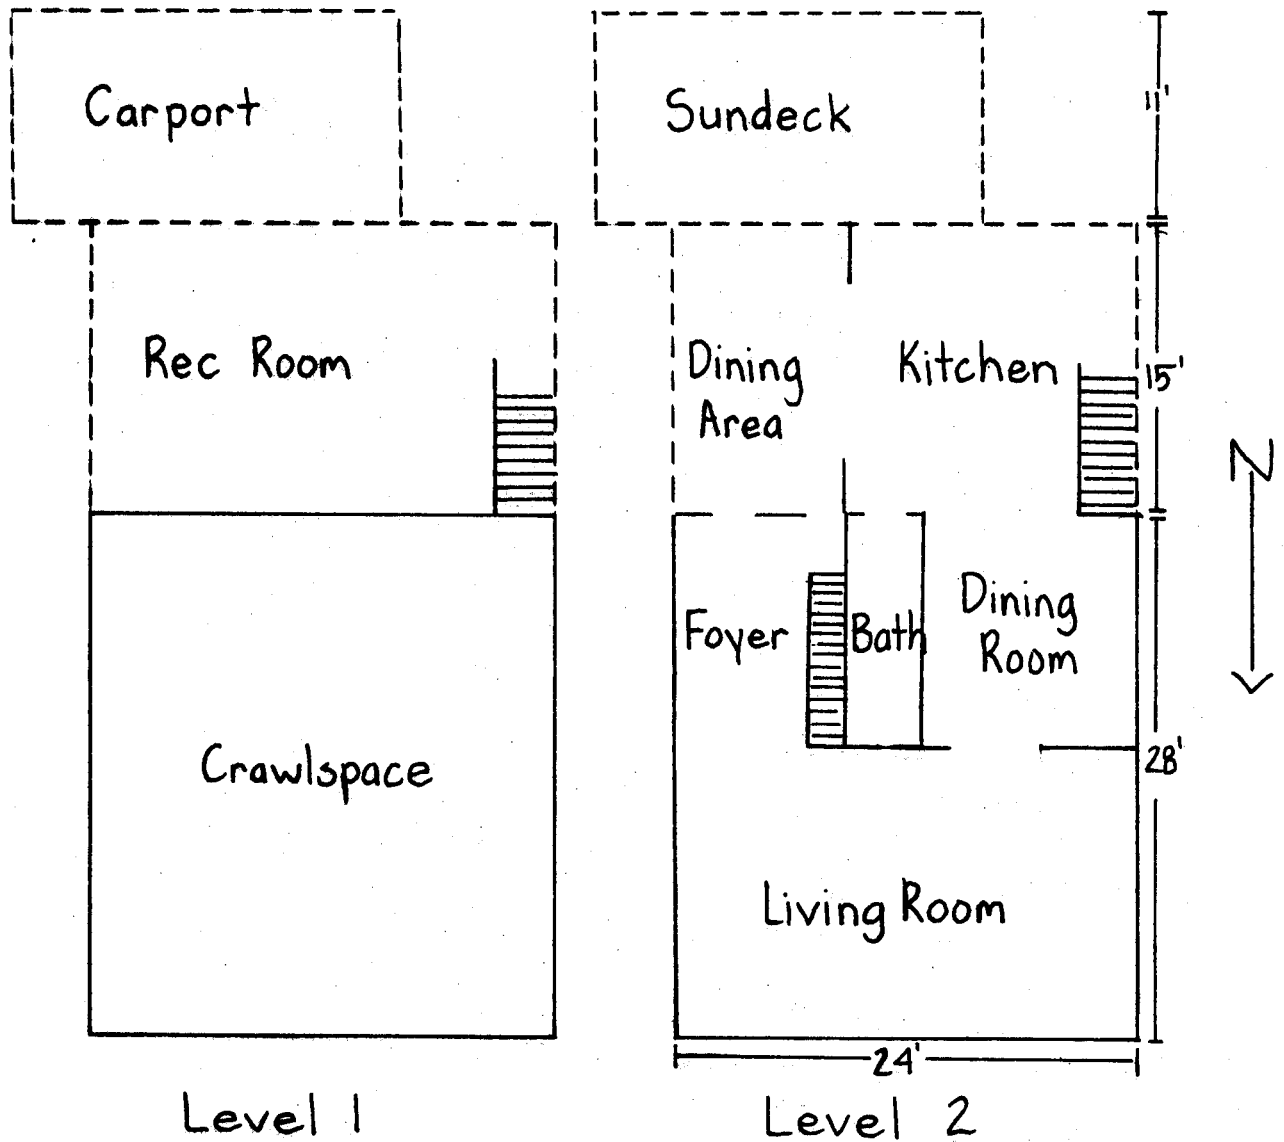 Carport
Sundeck
11'
Rec Room
Dining
Area
Kitchen
15'
N
Foyer
Bath
Dining
Room
Crawlspace
28'
Living Room
24'
Level 1
Level 2